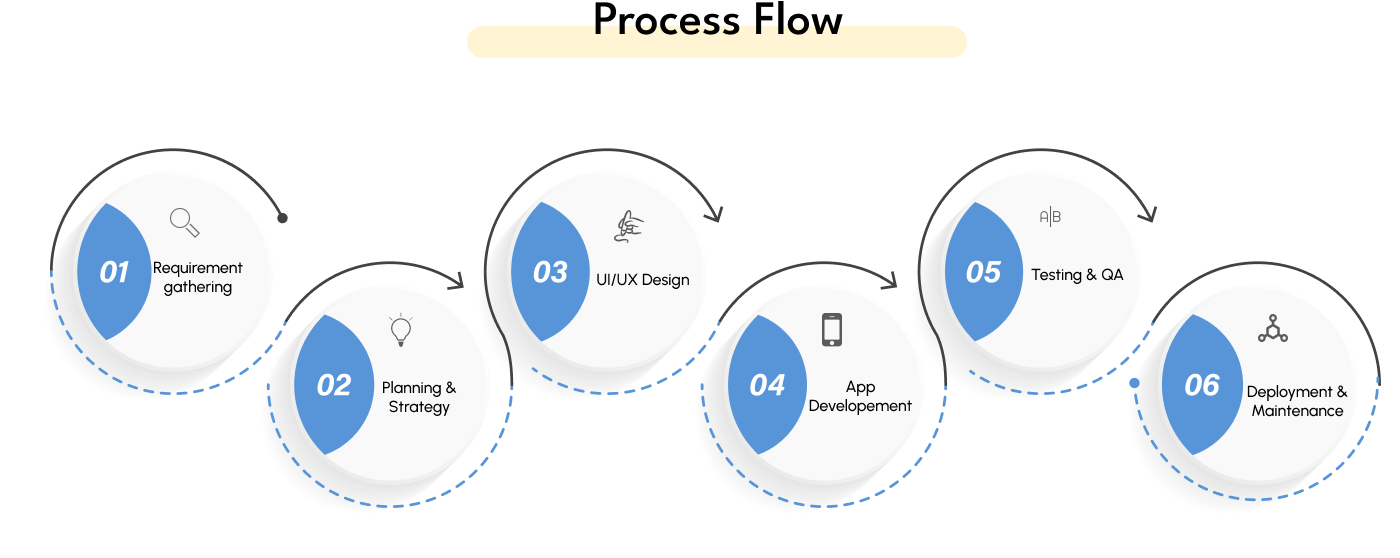 Process Flow
01
Requirement
gathering
02
Planning &
Strategy
03
UI/UX Design
04
App
Developement
05
A|B
Testing & QA
06
Deployment &
Maintenance